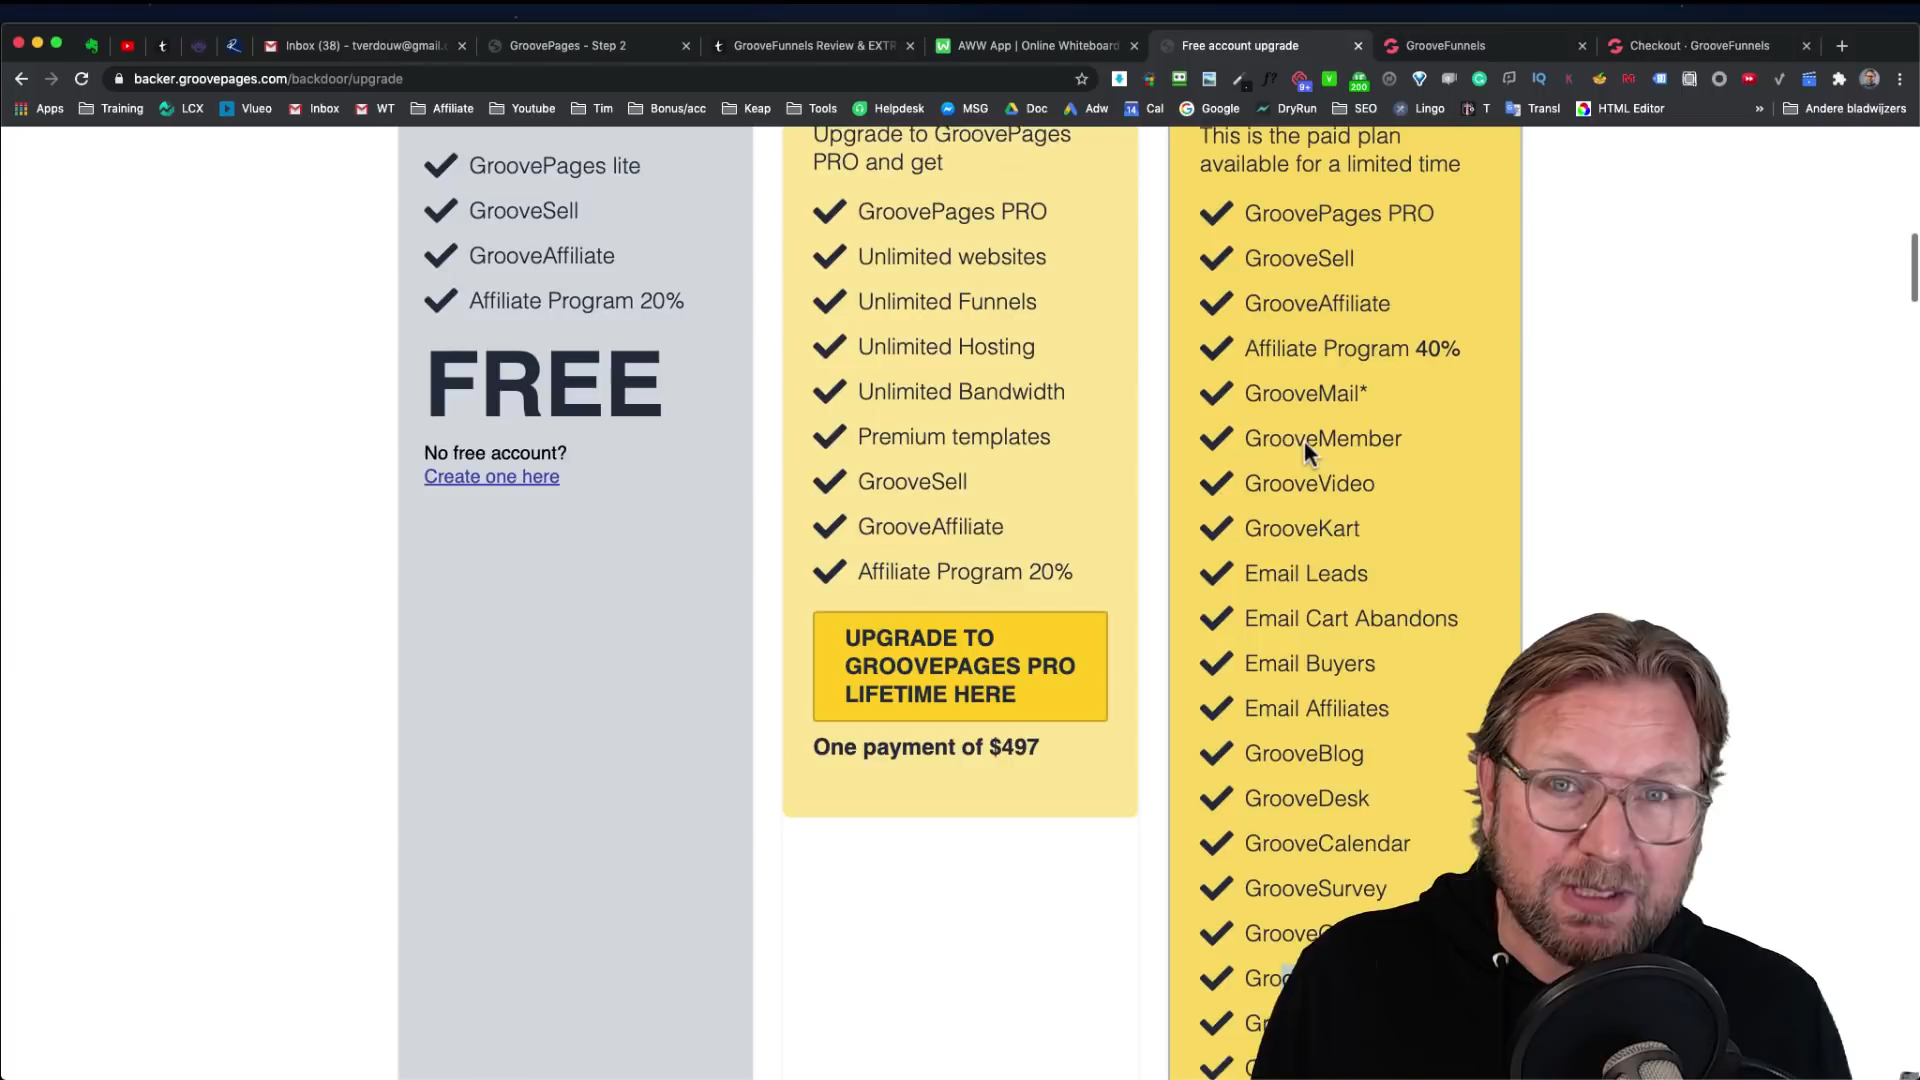 Inbox (38) - tverdouw@gmail.c
GroovePages - Step 2
GrooveFunnels Review & EXTR
AWW App | Online Whiteboard
Free account upgrade
GrooveFunnels
Checkout · GrooveFunnels
backer.groovepages.com/backdoor/upgrade
Apps
Training
LCX
Vlueo
Inbox
WT
Affiliate
Youtube
Tim
Bonus/acc
Keap
Tools
Helpdesk
MSG
Doc
Adw
Cal
Google
DryRun
SEO
Lingo
T
Transl
HTML Editor
»
Andere bladwijzers
GroovePages lite
GrooveSell
GrooveAffiliate
Affiliate Program 20%
FREE
No free account?
Create one here
Upgrade to GroovePages
PRO and get
GroovePages PRO
Unlimited websites
Unlimited Funnels
Unlimited Hosting
Unlimited Bandwidth
Premium templates
GrooveSell
GrooveAffiliate
Affiliate Program 20%
UPGRADE TO
GROOVEPAGES PRO
LIFETIME HERE
One payment of $497
This is the paid plan
available for a limited time
GroovePages PRO
GrooveSell
GrooveAffiliate
Affiliate Program 40%
GrooveMail*
GrooveMember
GrooveVideo
GrooveKart
Email Leads
Email Cart Abandons
Email Buyers
Email Affiliates
GrooveBlog
GrooveDesk
GrooveCalendar
GrooveSurvey
Groove
Groo
Gr